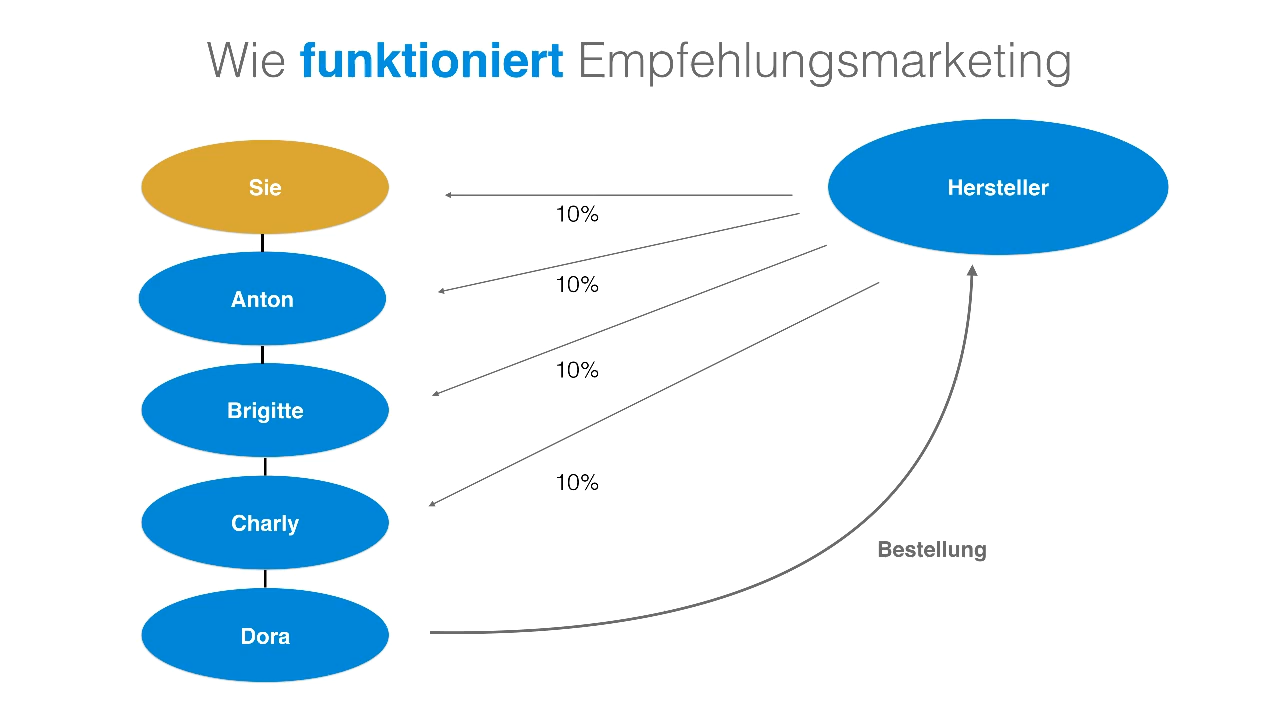 Wie funktioniert Empfehlungsmarketing
Sie
Hersteller
10%
Anton
10%
10%
Brigitte
10%
Charly
Bestellung
Dora